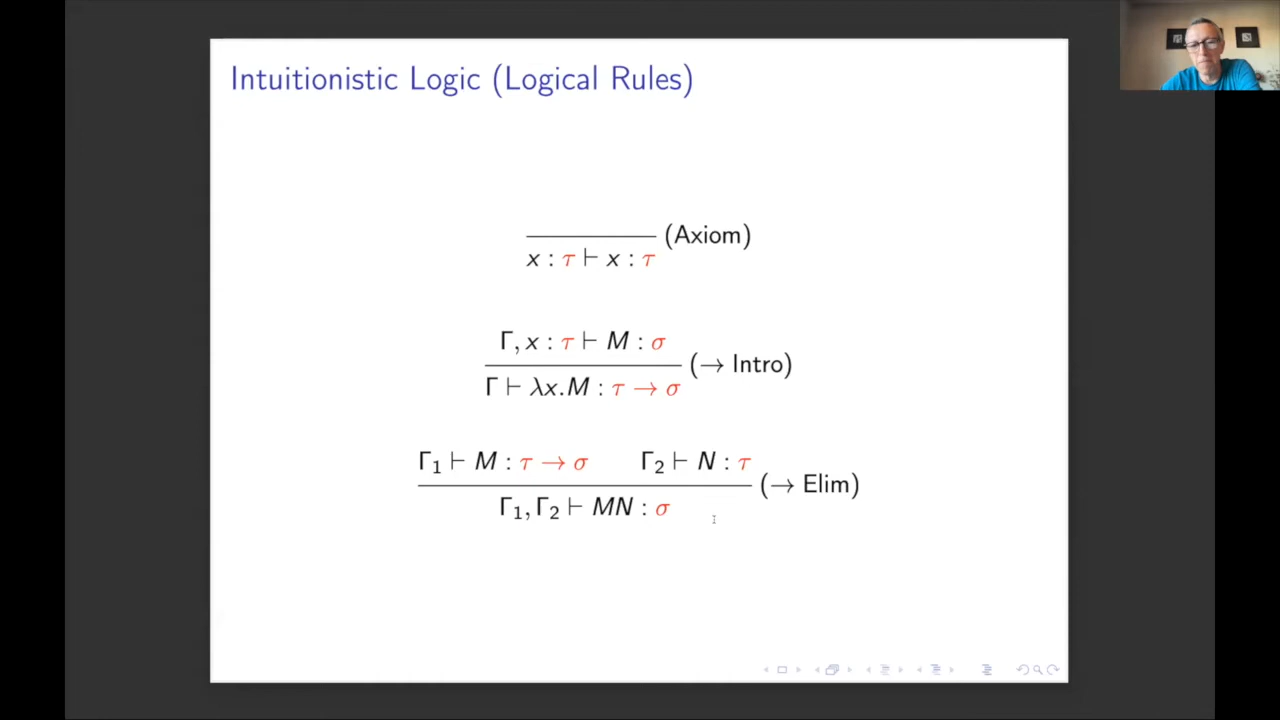 Intuitionistic Logic (Logical Rules)
(Axiom)
x : τ ⊢ x : τ
Γ, x : τ ⊢ M : σ
(→ Intro)
Γ ⊢ λx.M : τ → σ
Γ₁ ⊢ M : τ → σ Γ₂ ⊢ N : τ
(→ Elim)
Γ₁, Γ₂ ⊢ MN : σ